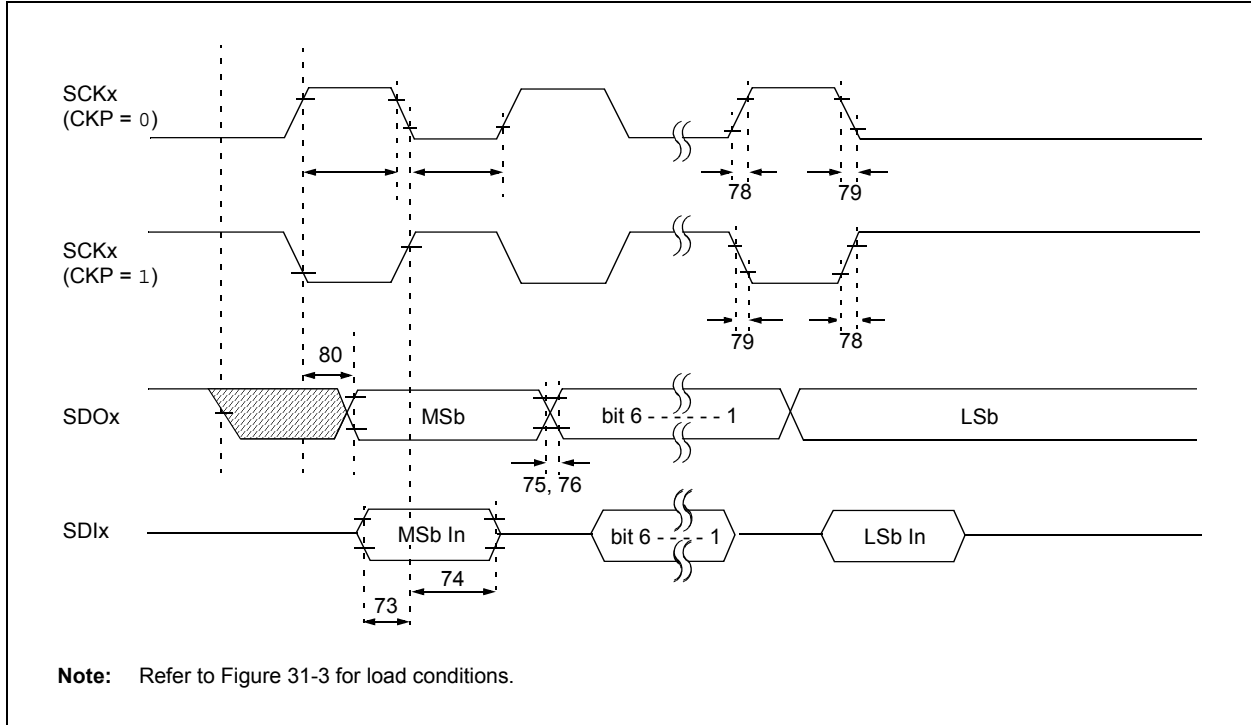 SCKx
(CKP = 0)
78
79
SCKx
(CKP = 1)
79
78
80
SDOx
MSb
bit 6 - - - - - - 1
LSb
75, 76
SDIx
MSb In
bit 6 - - - - 1
LSb In
74
73
Note: Refer to Figure 31-3 for load conditions.